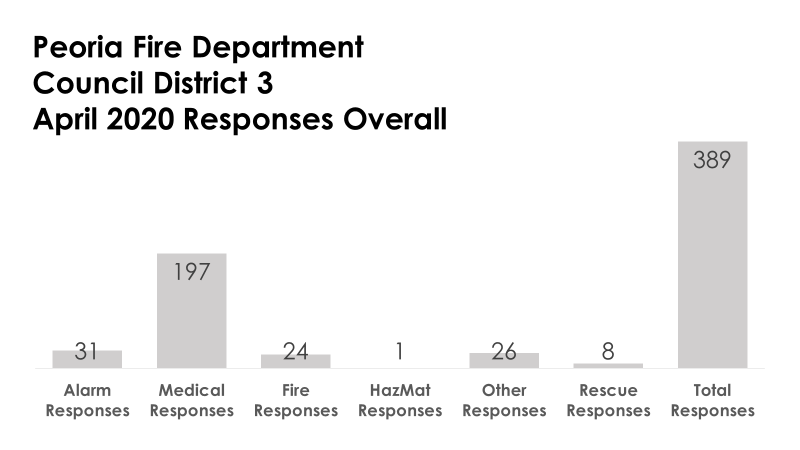 Peoria Fire Department
Council District 3
April 2020 Responses Overall
389
197
31
24
1
26
8
Alarm Medical Fire HazMat Other Rescue Total
Responses Responses Responses Responses Responses Responses Responses